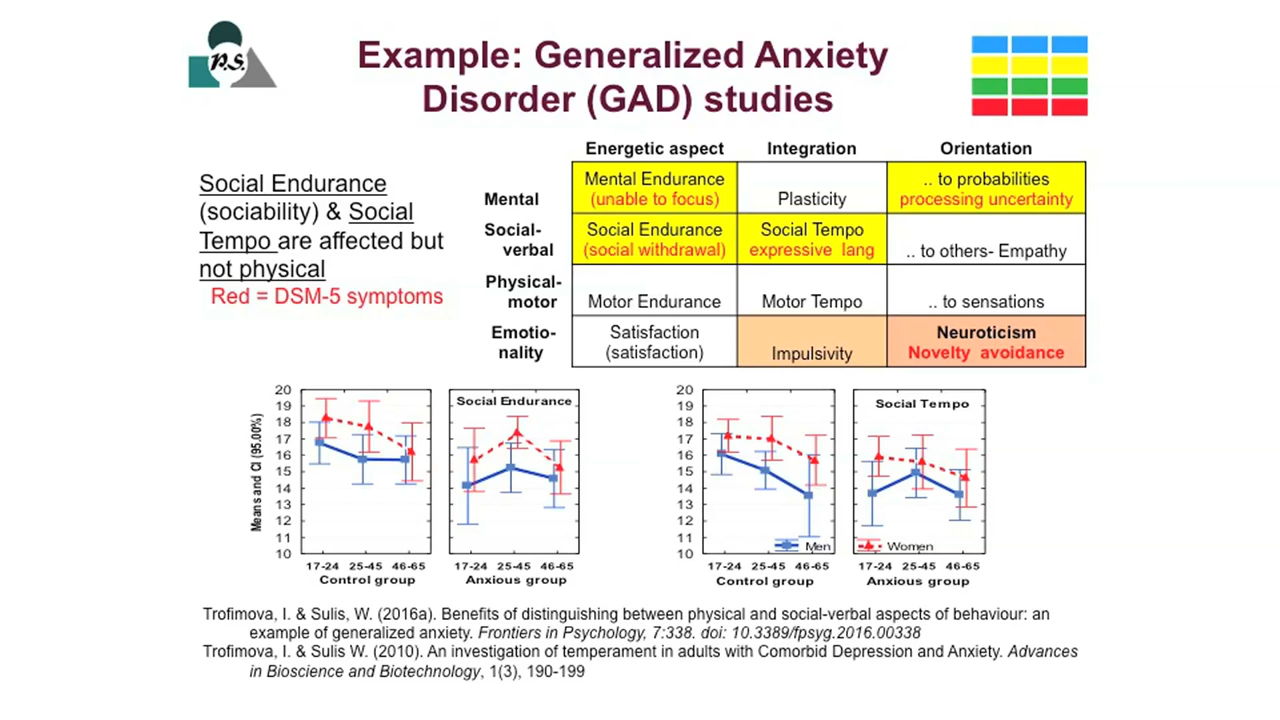 P.S.
Example: Generalized Anxiety
Disorder (GAD) studies
Social Endurance
(sociability) & Social
Tempo are affected but
not physical
Red = DSM-5 symptoms
Energetic aspect Integration Orientation
Mental
Mental Endurance
(unable to focus)
Plasticity
.. to probabilities
processing uncertainty
Social-
verbal
Social Endurance
(social withdrawal)
Social Tempo
expressive lang
.. to others- Empathy
Physical-
motor
Motor Endurance
Motor Tempo
.. to sensations
Emotio-
nality
Satisfaction
(satisfaction)
Impulsivity
Neuroticism
Novelty avoidance
Means and CI (95.00%)
20
19
18
17
16
15
14
13
12
11
10
17-24 25-45 46-65
Control group
Social Endurance
17-24 25-45 46-65
Anxious group
20
19
18
17
16
15
14
13
12
11
10
Men
17-24 25-45 46-65
Control group
Social Tempo
Women
17-24 25-45 46-65
Anxious group
Trofimova, I. & Sulis, W. (2016a). Benefits of distinguishing between physical and social-verbal aspects of behaviour: an
example of generalized anxiety. Frontiers in Psychology, 7:338. doi: 10.3389/fpsyg.2016.00338
Trofimova, I. & Sulis W. (2010). An investigation of temperament in adults with Comorbid Depression and Anxiety. Advances
in Bioscience and Biotechnology, 1(3), 190-199